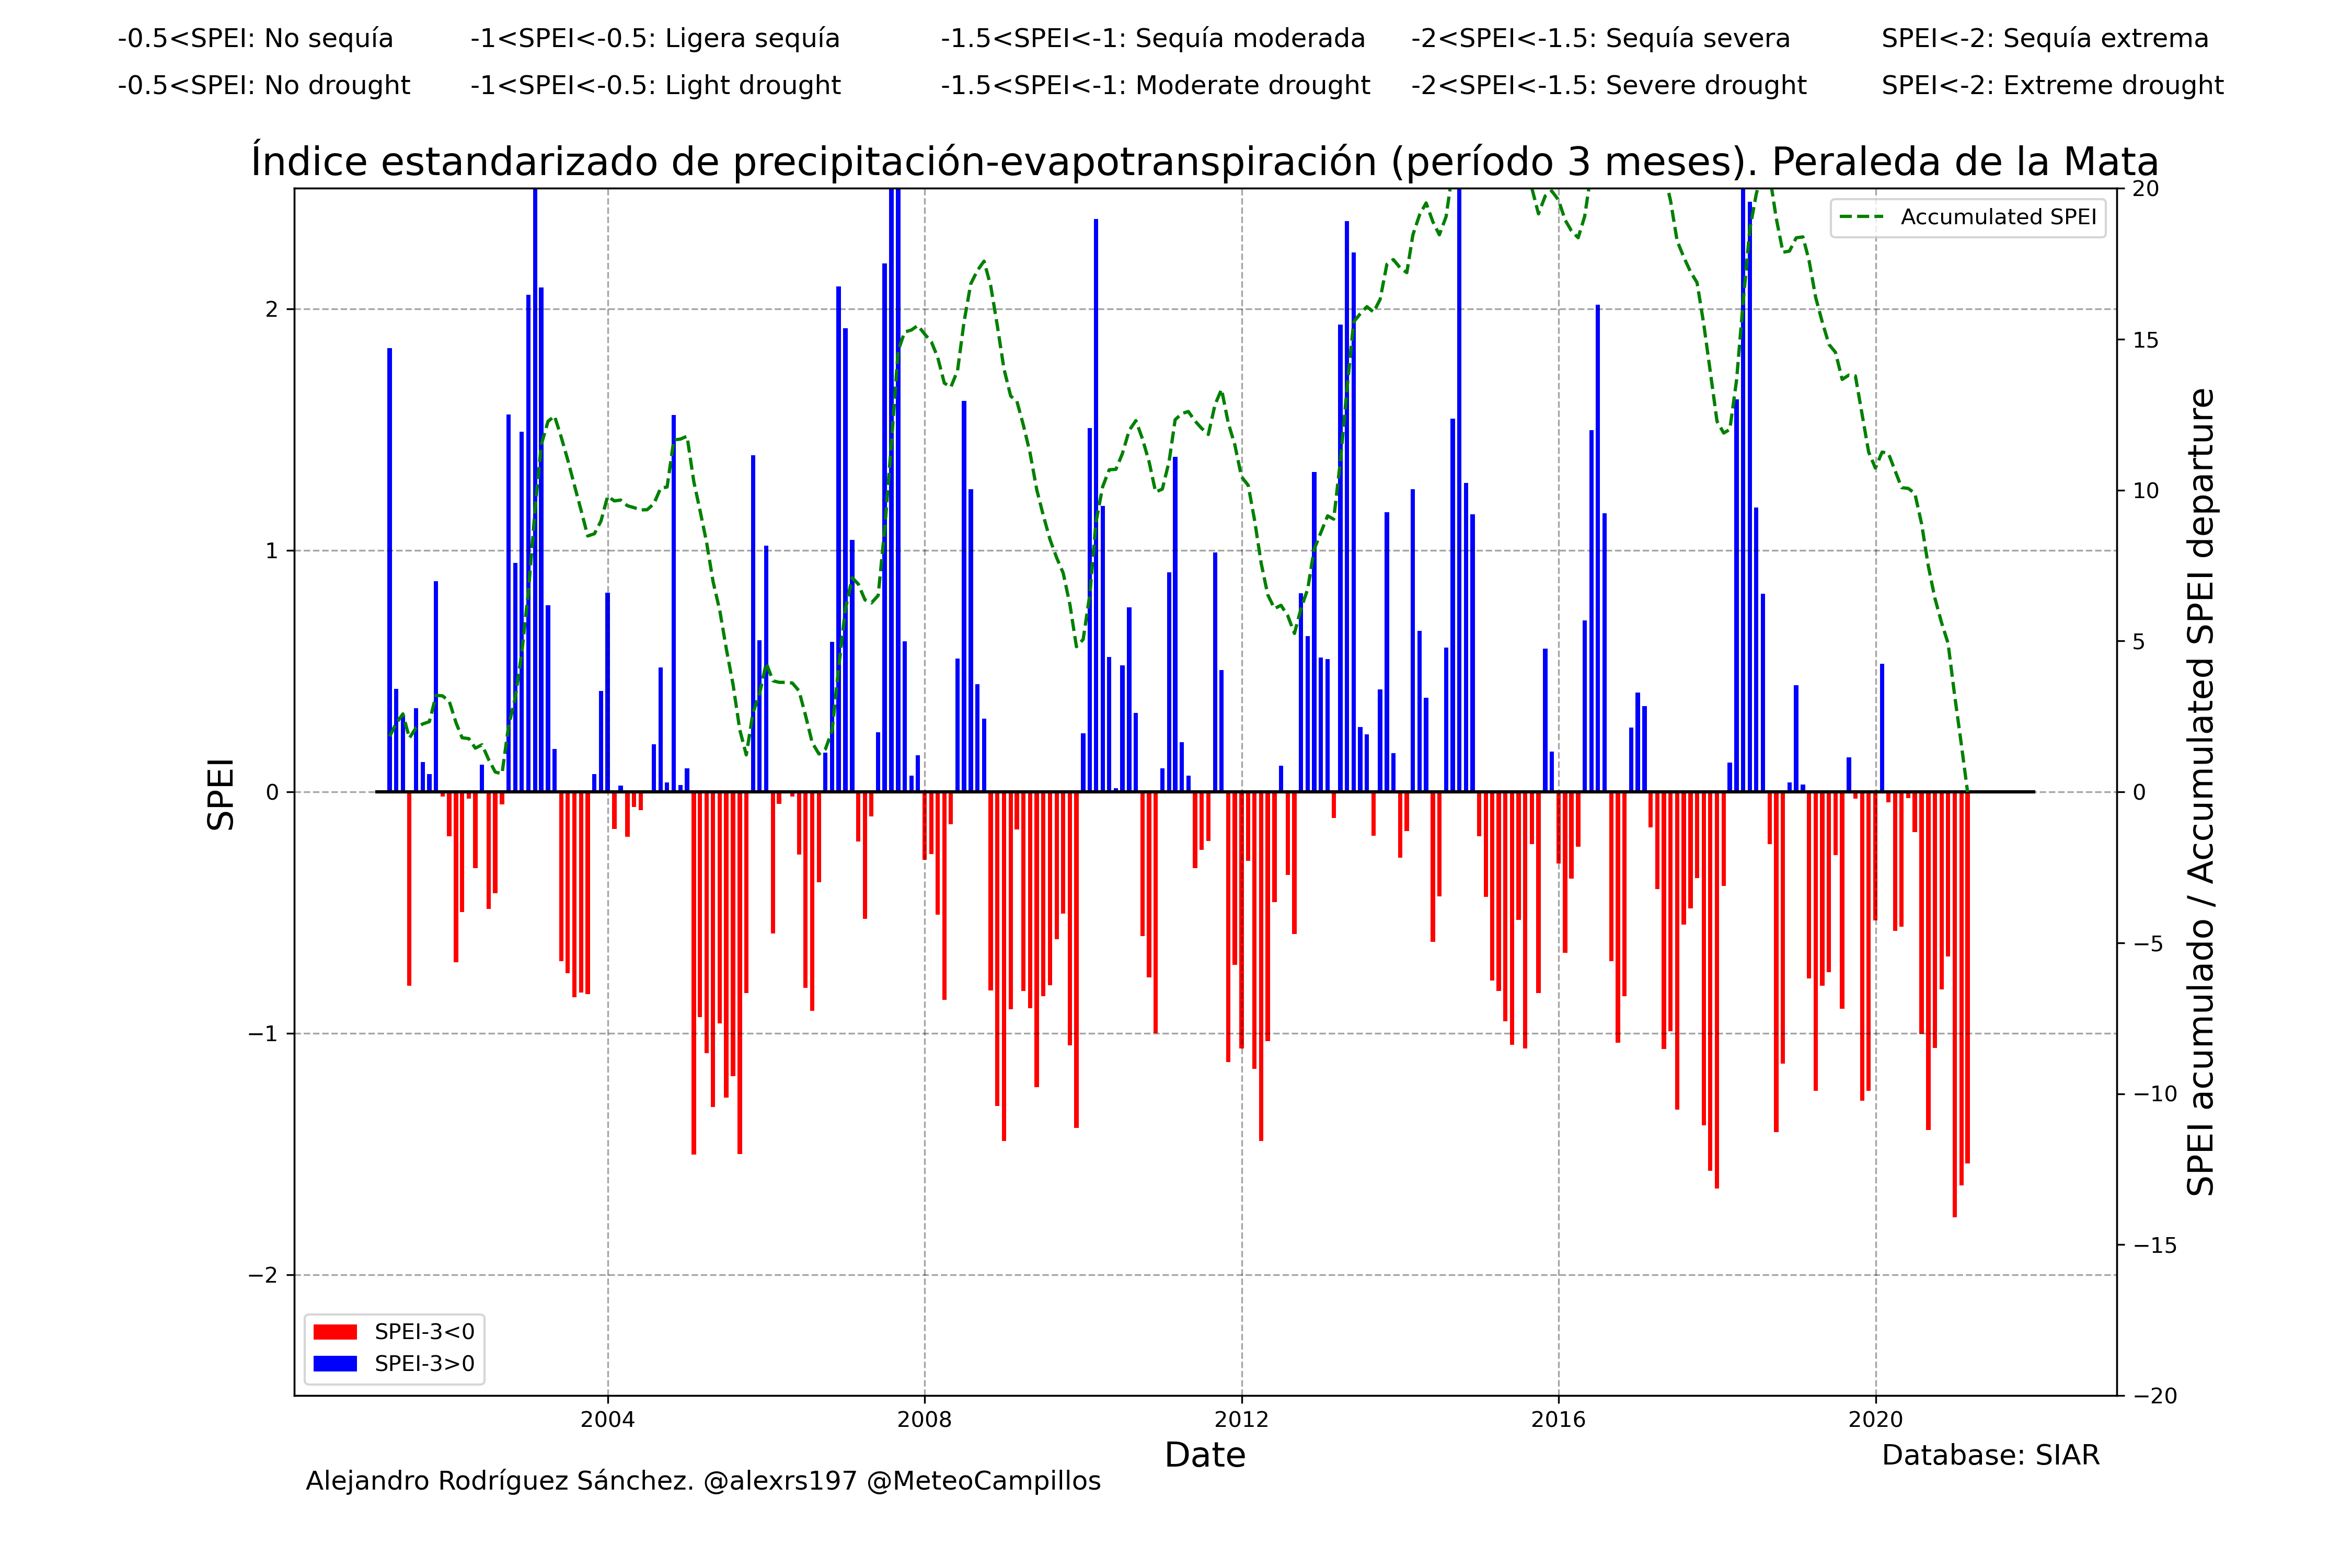 -0.5<SPEI: No sequía -1<SPEI<-0.5: Ligera sequía -1.5<SPEI<-1: Sequía moderada -2<SPEI<-1.5: Sequía severa SPEI<-2: Sequía extrema
-0.5<SPEI: No drought -1<SPEI<-0.5: Light drought -1.5<SPEI<-1: Moderate drought -2<SPEI<-1.5: Severe drought SPEI<-2: Extreme drought
Índice estandarizado de precipitación-evapotranspiración (período 3 meses). Peraleda de la Mata
Accumulated SPEI
2
1
0
−1
−2
SPEI
20
15
10
5
0
−5
−10
−15
−20
SPEI acumulado / Accumulated SPEI departure
SPEI-3<0
SPEI-3>0
2004 2008 2012 2016 2020
Date
Database: SIAR
Alejandro Rodríguez Sánchez. @alexrs197 @MeteoCampillos